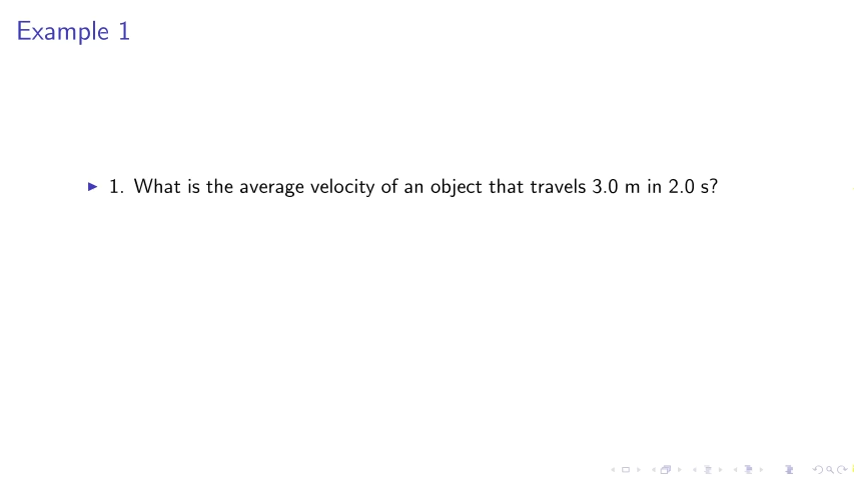 Example 1
▶ 1. What is the average velocity of an object that travels 3.0 m in 2.0 s?